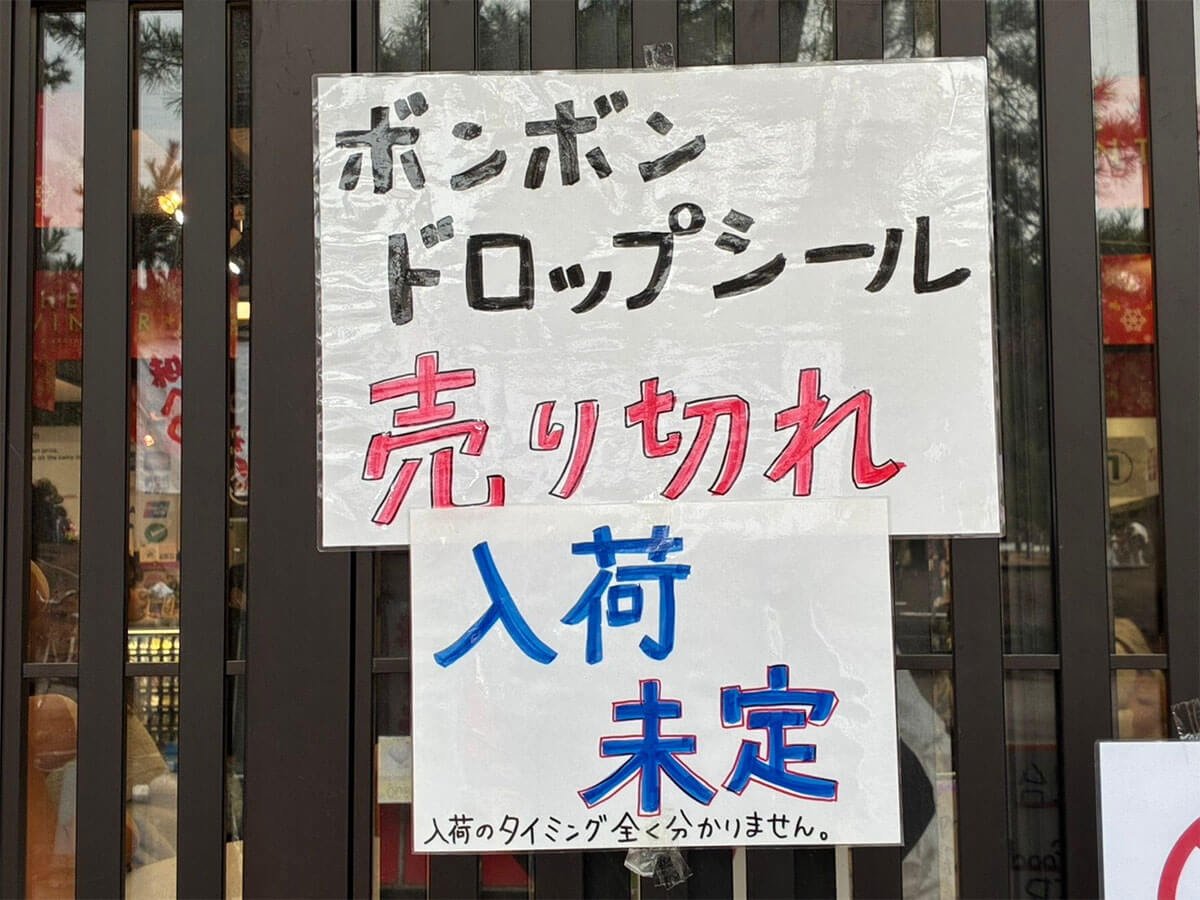 ボンボン
ドロップシール
売り切れ
入荷
未定
入荷のタイミング全く分かりません。